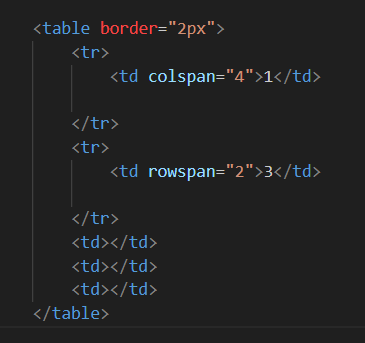 <table border="2px">
<tr>
<td colspan="4">1</td>
</tr>
<tr>
<td rowspan="2">3</td>
</tr>
<td></td>
<td></td>
<td></td>
</table>